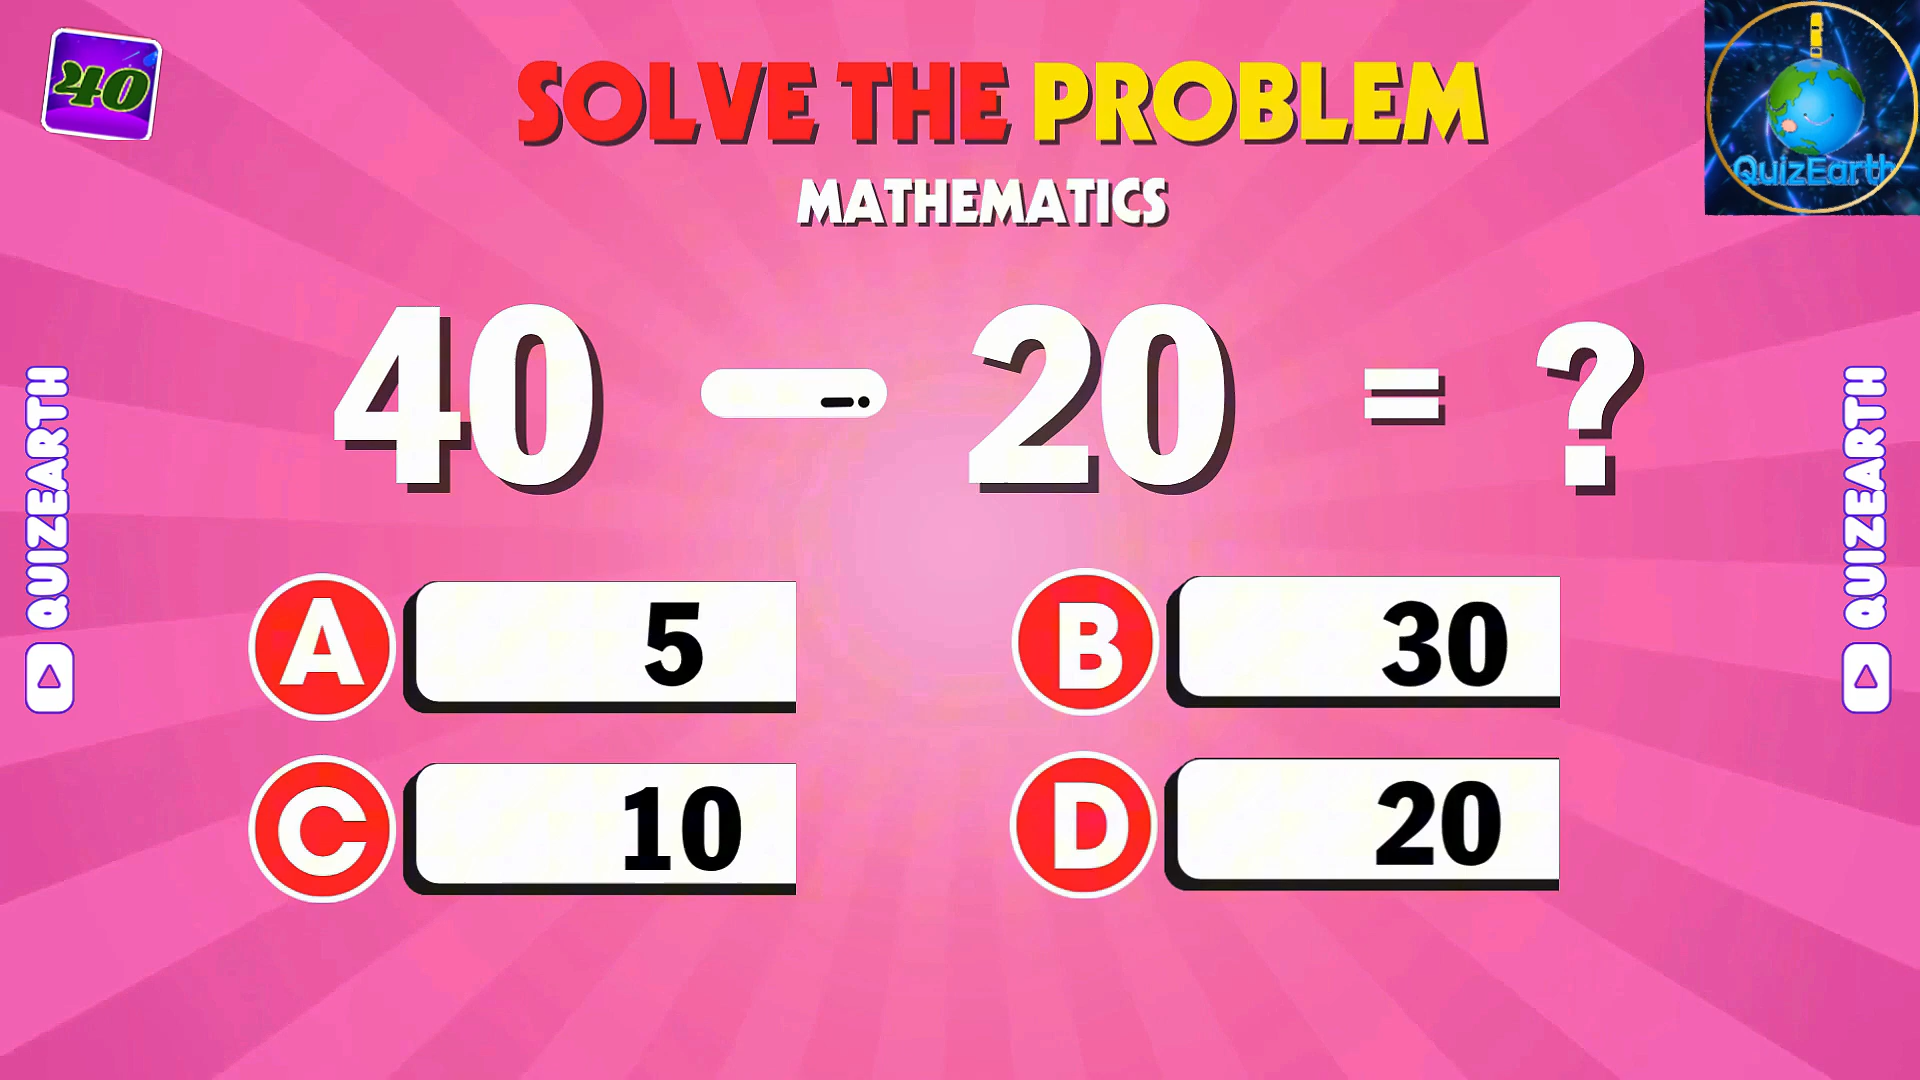 40
SOLVE THE PROBLEM
QuizEarth
MATHEMATICS
40 - 20 = ?
QUIZEARTH
QUIZEARTH
A 5
B 30
C 10
D 20